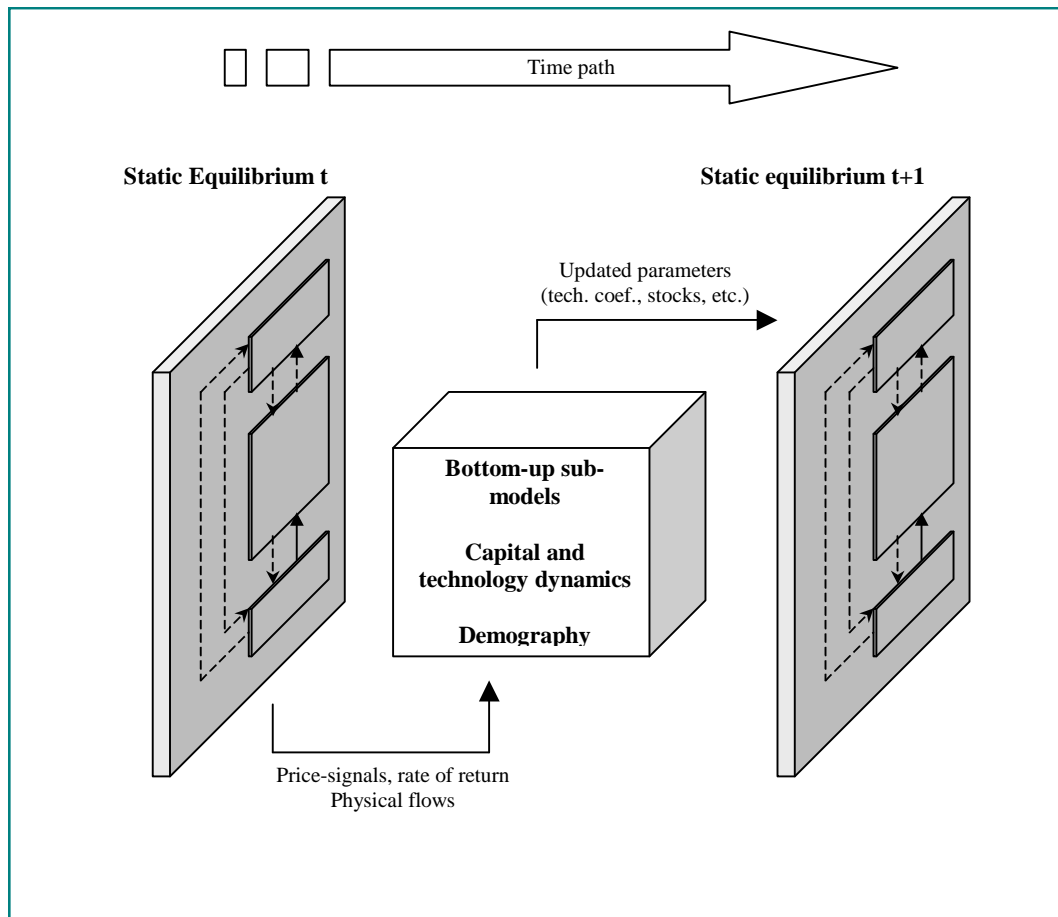 Time path
Static Equilibrium t
Static equilibrium t+1
Updated parameters
(tech. coef., stocks, etc.)
Bottom-up sub-
models
Capital and
technology dynamics
Demography
Price-signals, rate of return
Physical flows